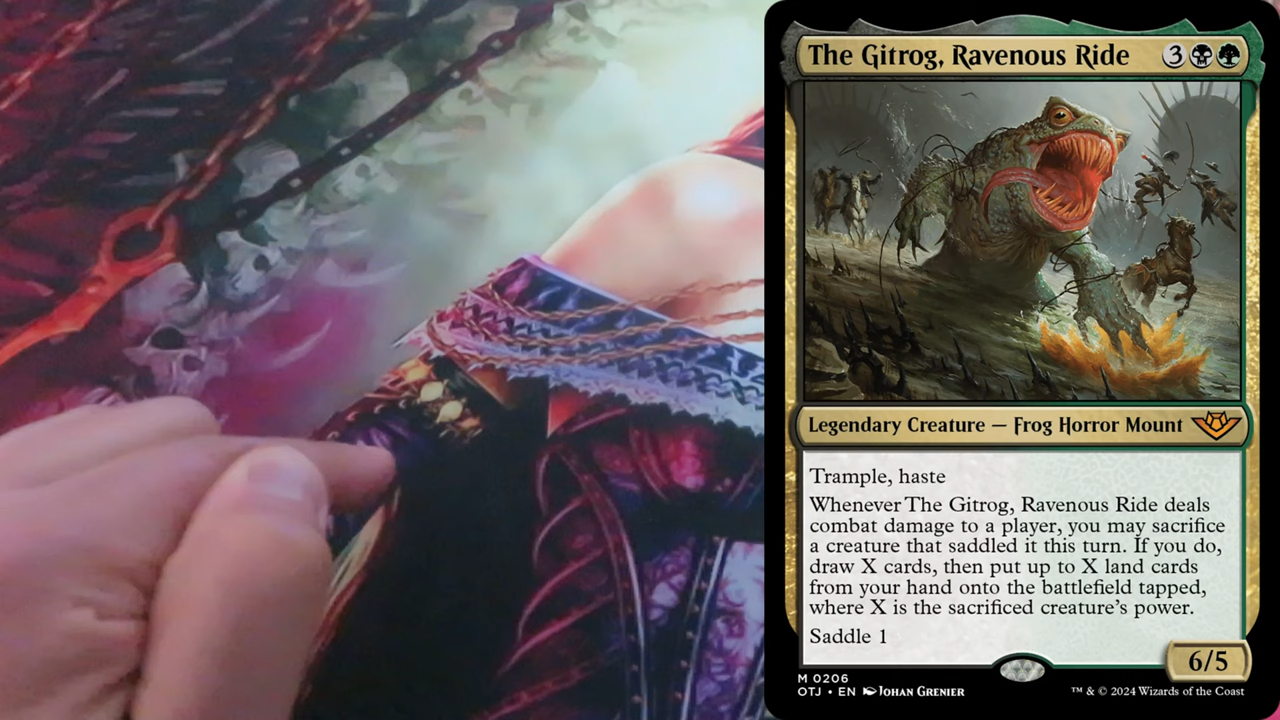 The Gitrog, Ravenous Ride 3
Legendary Creature — Frog Horror Mount
Trample, haste
Whenever The Gitrog, Ravenous Ride deals
combat damage to a player, you may sacrifice
a creature that saddled it this turn. If you do,
draw X cards, then put up to X land cards
from your hand onto the battlefield tapped,
where X is the sacrificed creature's power.
Saddle 1
6/5
M 0206
OTJ • EN Johan Grenier
™ & © 2024 Wizards of the Coast